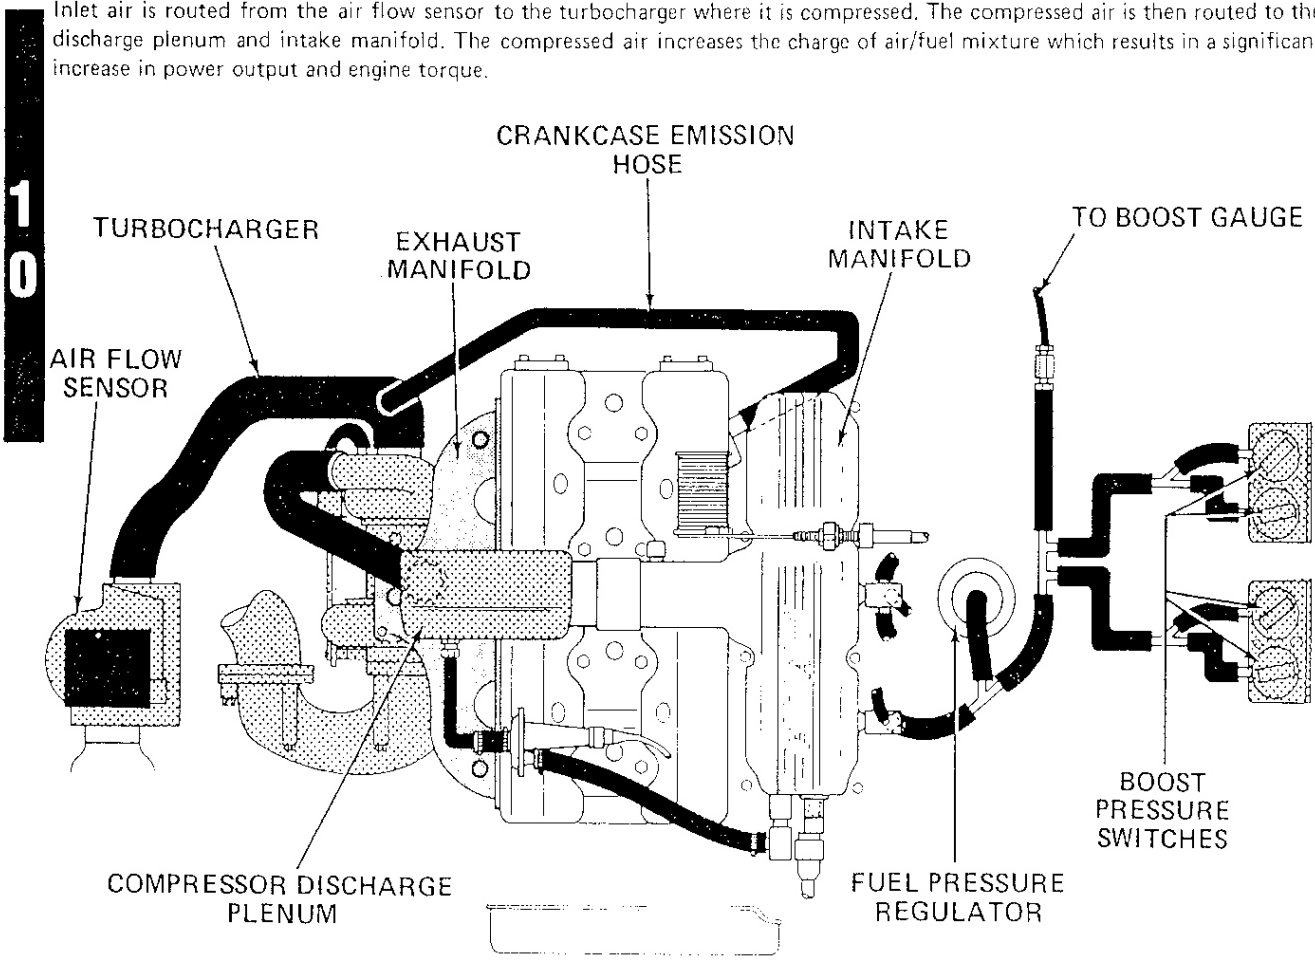 Inlet air is routed from the air flow sensor to the turbocharger where it is compressed. The compressed air is then routed to the
discharge plenum and intake manifold. The compressed air increases the charge of air/fuel mixture which results in a significan
increase in power output and engine torque.
CRANKCASE EMISSION
HOSE
10
TURBOCHARGER
EXHAUST
MANIFOLD
INTAKE
MANIFOLD
TO BOOST GAUGE
AIR FLOW
SENSOR
BOOST
PRESSURE
SWITCHES
COMPRESSOR DISCHARGE
PLENUM
FUEL PRESSURE
REGULATOR